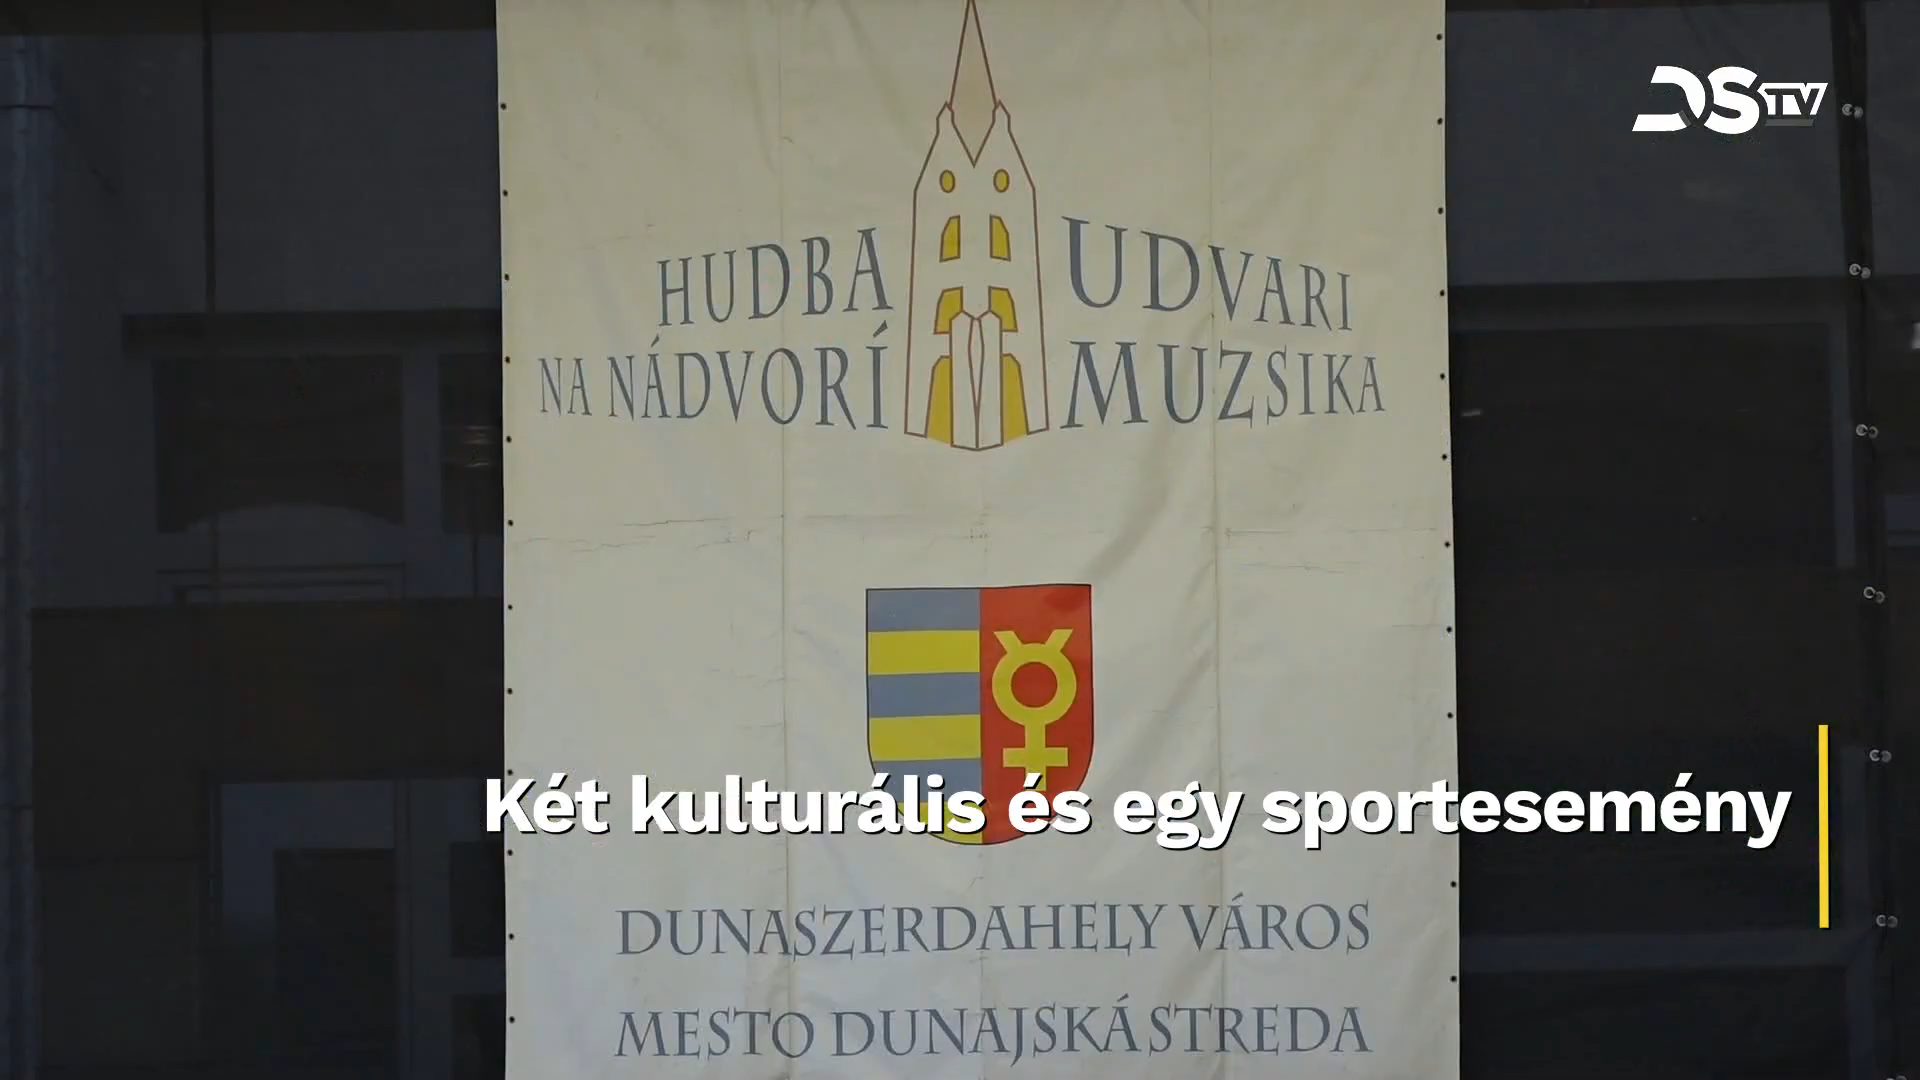 DSTV
HUDBA
NA NÁDVORÍ
UDVARI
MUZSIKA
Két kulturális és egy sportesemény
DUNASZERDAHELY VÁROS
MESTO DUNAJSKÁ STREDA